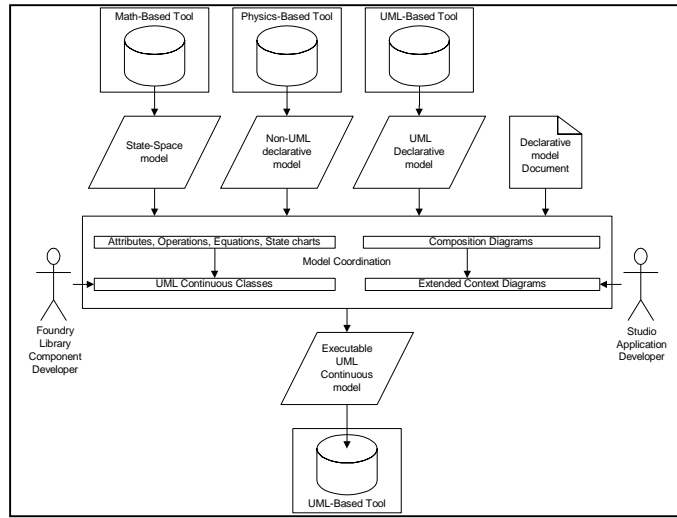 Math-Based Tool
Physics-Based Tool
UML-Based Tool
State-Space
model
Non-UML
declarative
model
UML
Declarative
model
Declarative
model
Document
Attributes, Operations, Equations, State charts
Composition Diagrams
Model Coordination
UML Continuous Classes
Extended Context Diagrams
Foundry
Library
Component
Developer
Studio
Application
Developer
Executable
UML
Continuous
model
UML-Based Tool